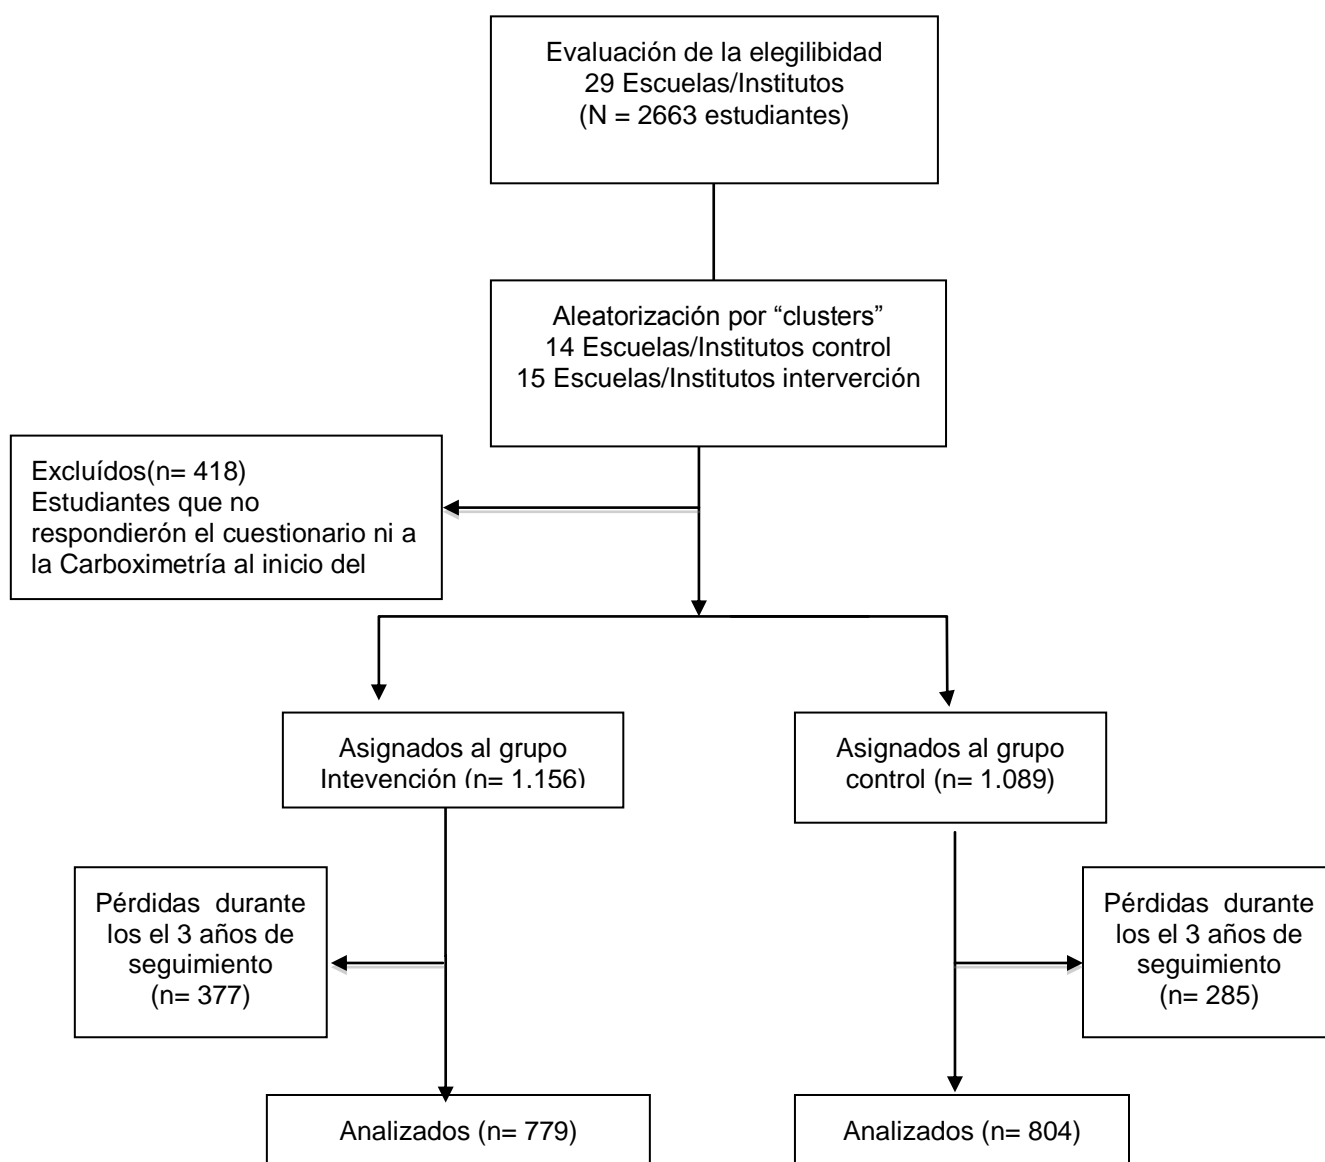 Evaluación de la elegilibidad
29 Escuelas/Institutos
(N = 2663 estudiantes)
Aleatorización por “clusters”
14 Escuelas/Institutos control
15 Escuelas/Institutos interverción
Excluídos(n= 418)
Estudiantes que no
respondierón el cuestionario ni a
la Carboximetría al inicio del
Asignados al grupo
Intevención (n= 1.156)
Asignados al grupo
control (n= 1.089)
Pérdidas durante
los el 3 años de
seguimiento
(n= 377)
Pérdidas durante
los el 3 años de
seguimiento
(n= 285)
Analizados (n= 779)
Analizados (n= 804)